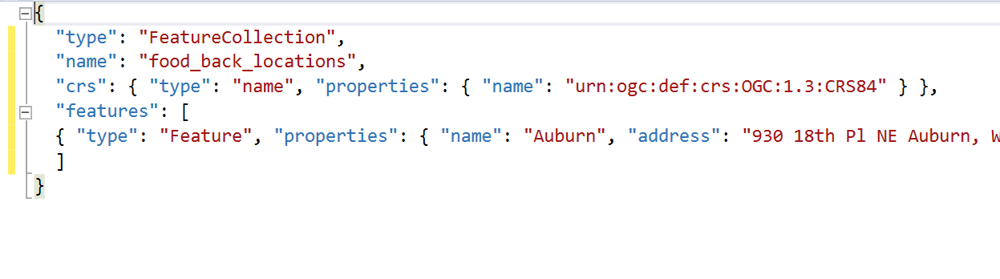 {
"type": "FeatureCollection",
"name": "food_back_locations",
"crs": { "type": "name", "properties": { "name": "urn:ogc:def:crs:OGC:1.3:CRS84" } },
"features": [
{ "type": "Feature", "properties": { "name": "Auburn", "address": "930 18th Pl NE Auburn, W
]
}